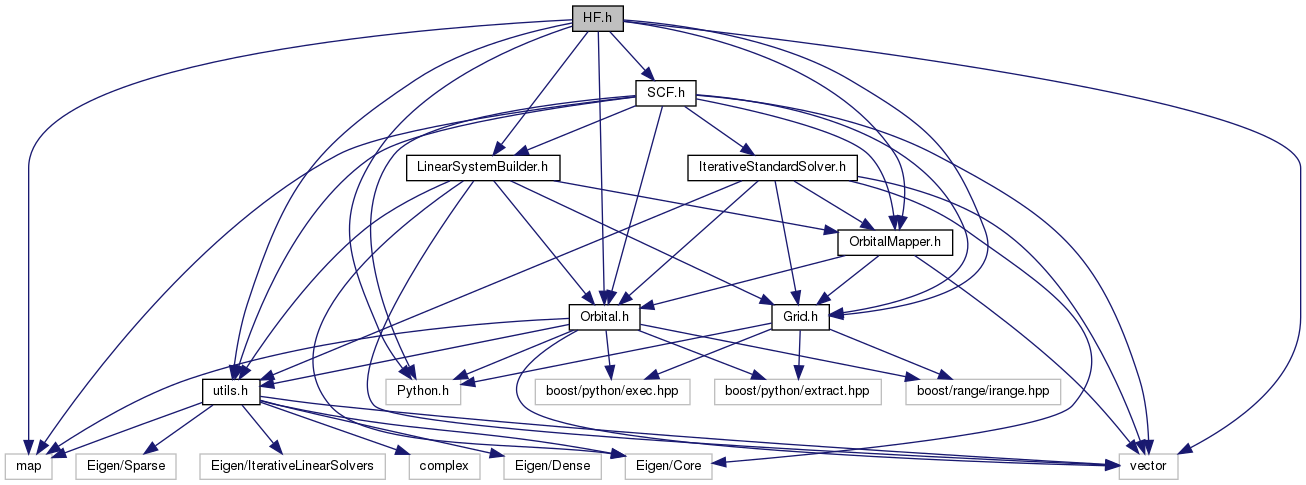 HF.h
SCF.h
LinearSystemBuilder.h
IterativeStandardSolver.h
OrbitalMapper.h
Orbital.h
Grid.h
utils.h
Python.h
boost/python/exec.hpp
boost/python/extract.hpp
boost/range/irange.hpp
map
Eigen/Sparse
Eigen/IterativeLinearSolvers
complex
Eigen/Dense
Eigen/Core
vector